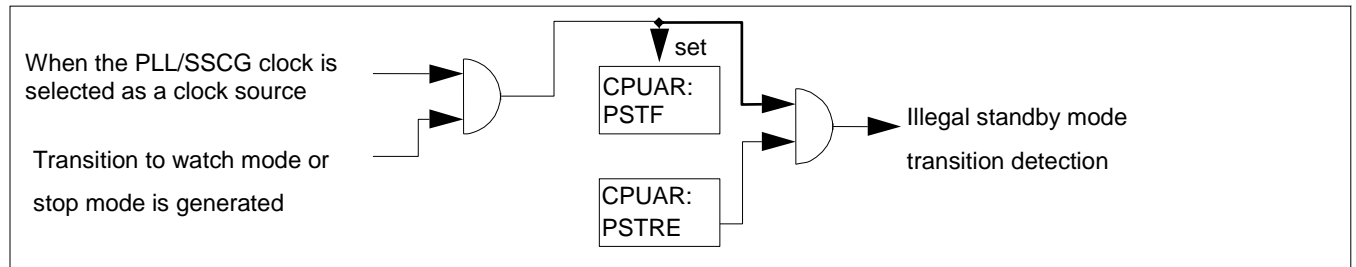 When the PLL/SSCG clock is
selected as a clock source
Transition to watch mode or
stop mode is generated
set
CPUAR:
PSTF
CPUAR:
PSTRE
Illegal standby mode
transition detection